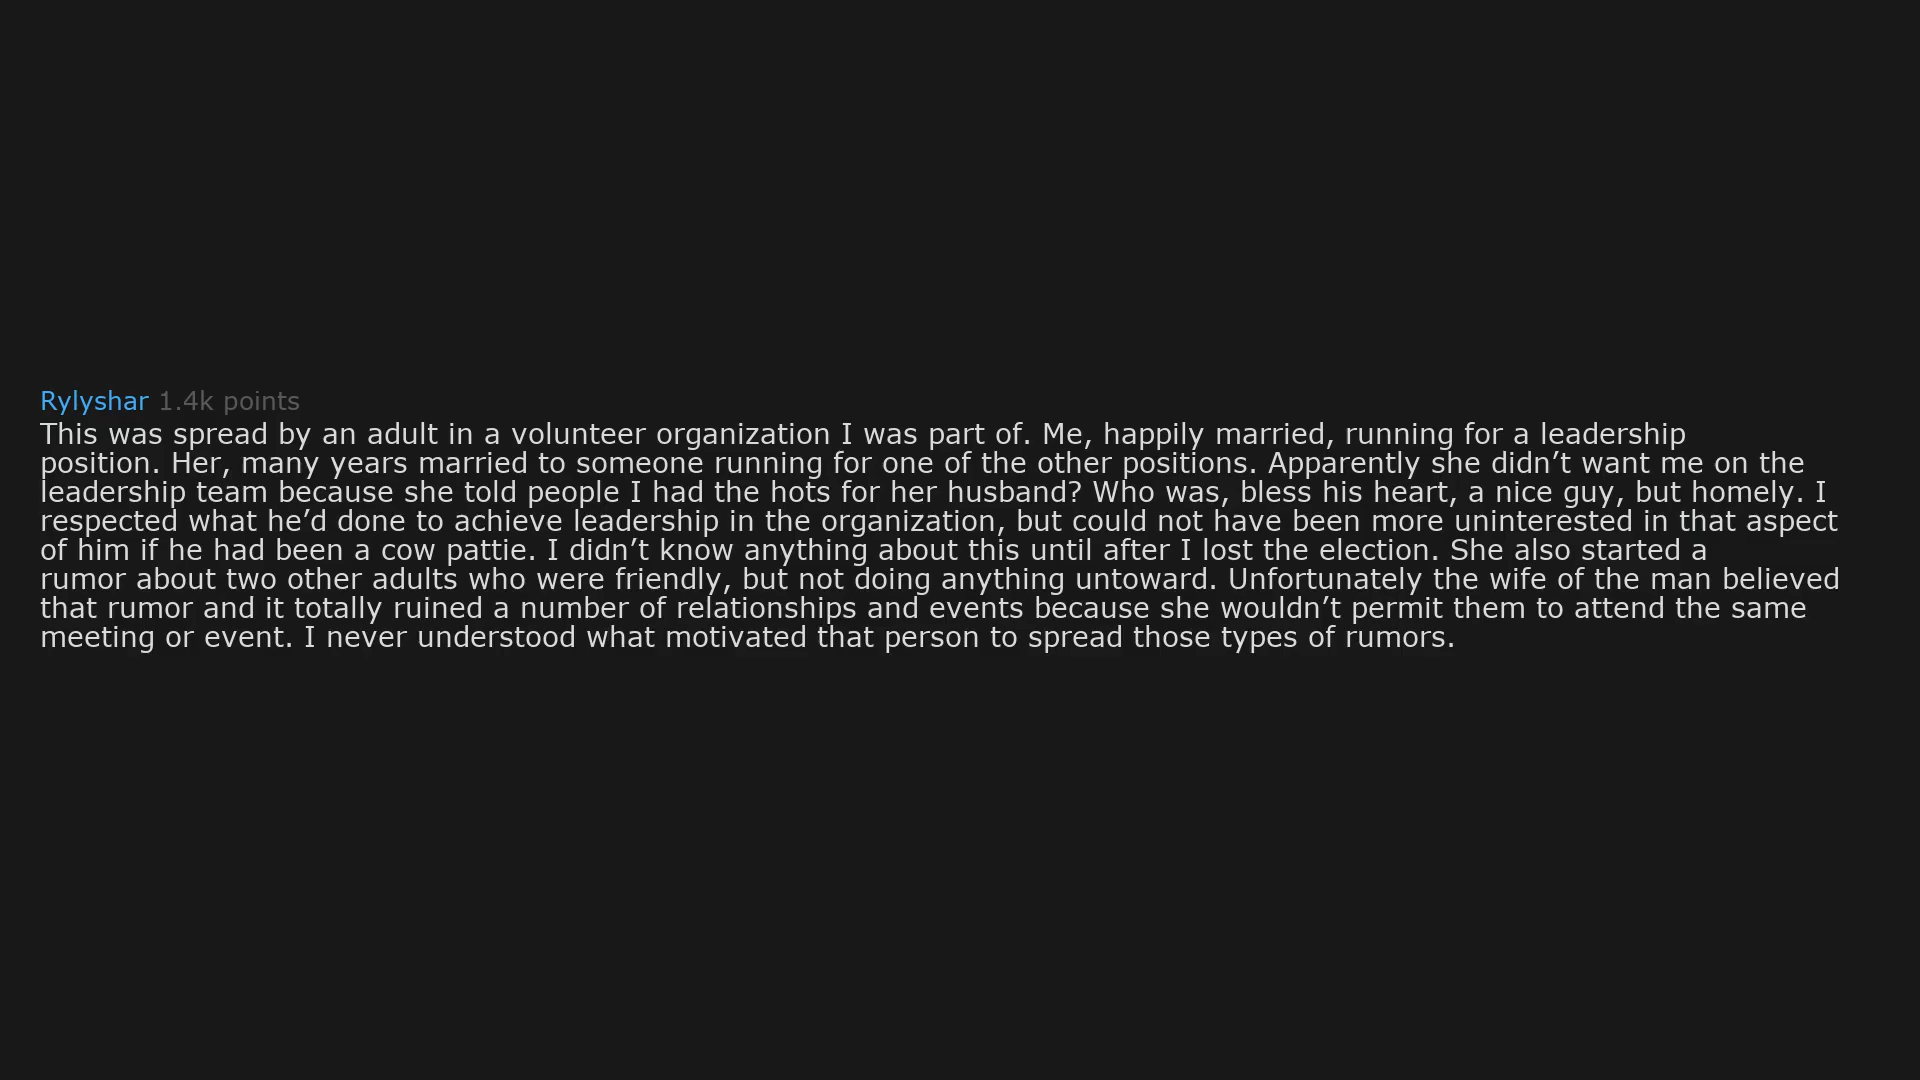 Rylyshar 1.4k points
This was spread by an adult in a volunteer organization I was part of. Me, happily married, running for a leadership
position. Her, many years married to someone running for one of the other positions. Apparently she didn’t want me on the
leadership team because she told people I had the hots for her husband? Who was, bless his heart, a nice guy, but homely. I
respected what he’d done to achieve leadership in the organization, but could not have been more uninterested in that aspect
of him if he had been a cow pattie. I didn’t know anything about this until after I lost the election. She also started a
rumor about two other adults who were friendly, but not doing anything untoward. Unfortunately the wife of the man believed
that rumor and it totally ruined a number of relationships and events because she wouldn’t permit them to attend the same
meeting or event. I never understood what motivated that person to spread those types of rumors.